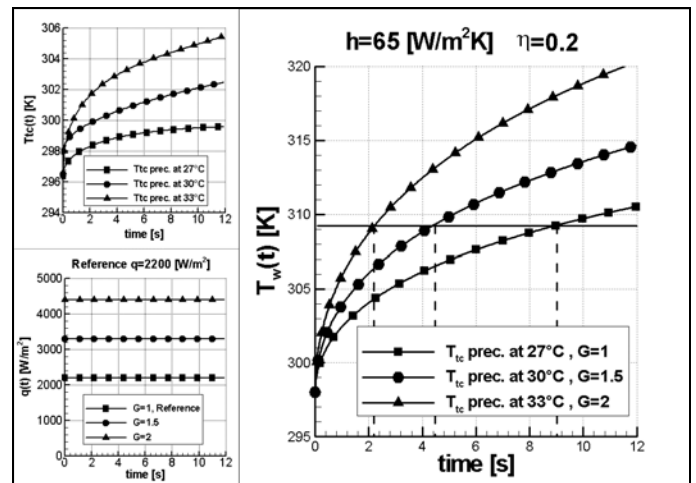 306
304
302
300
298
296
294
Ttc(t) [K]
Ttc prec. at 27°C
Ttc prec. at 30°C
Ttc prec. at 33°C
0 2 4 6 8 10 12
time [s]
Reference q=2200 [W/m²]
5000
4000
3000
2000
1000
0
q(t) [W/m²]
G=1, Reference
G=1.5
G=2
0 2 4 6 8 10 12
time [s]
h=65 [W/m²K] η=0.2
320
315
310
305
300
295
Tw(t) [K]
Ttc prec. at 27°C , G=1
Ttc prec. at 30°C , G=1.5
Ttc prec. at 33°C , G=2
0 2 4 6 8 10 12
time [s]